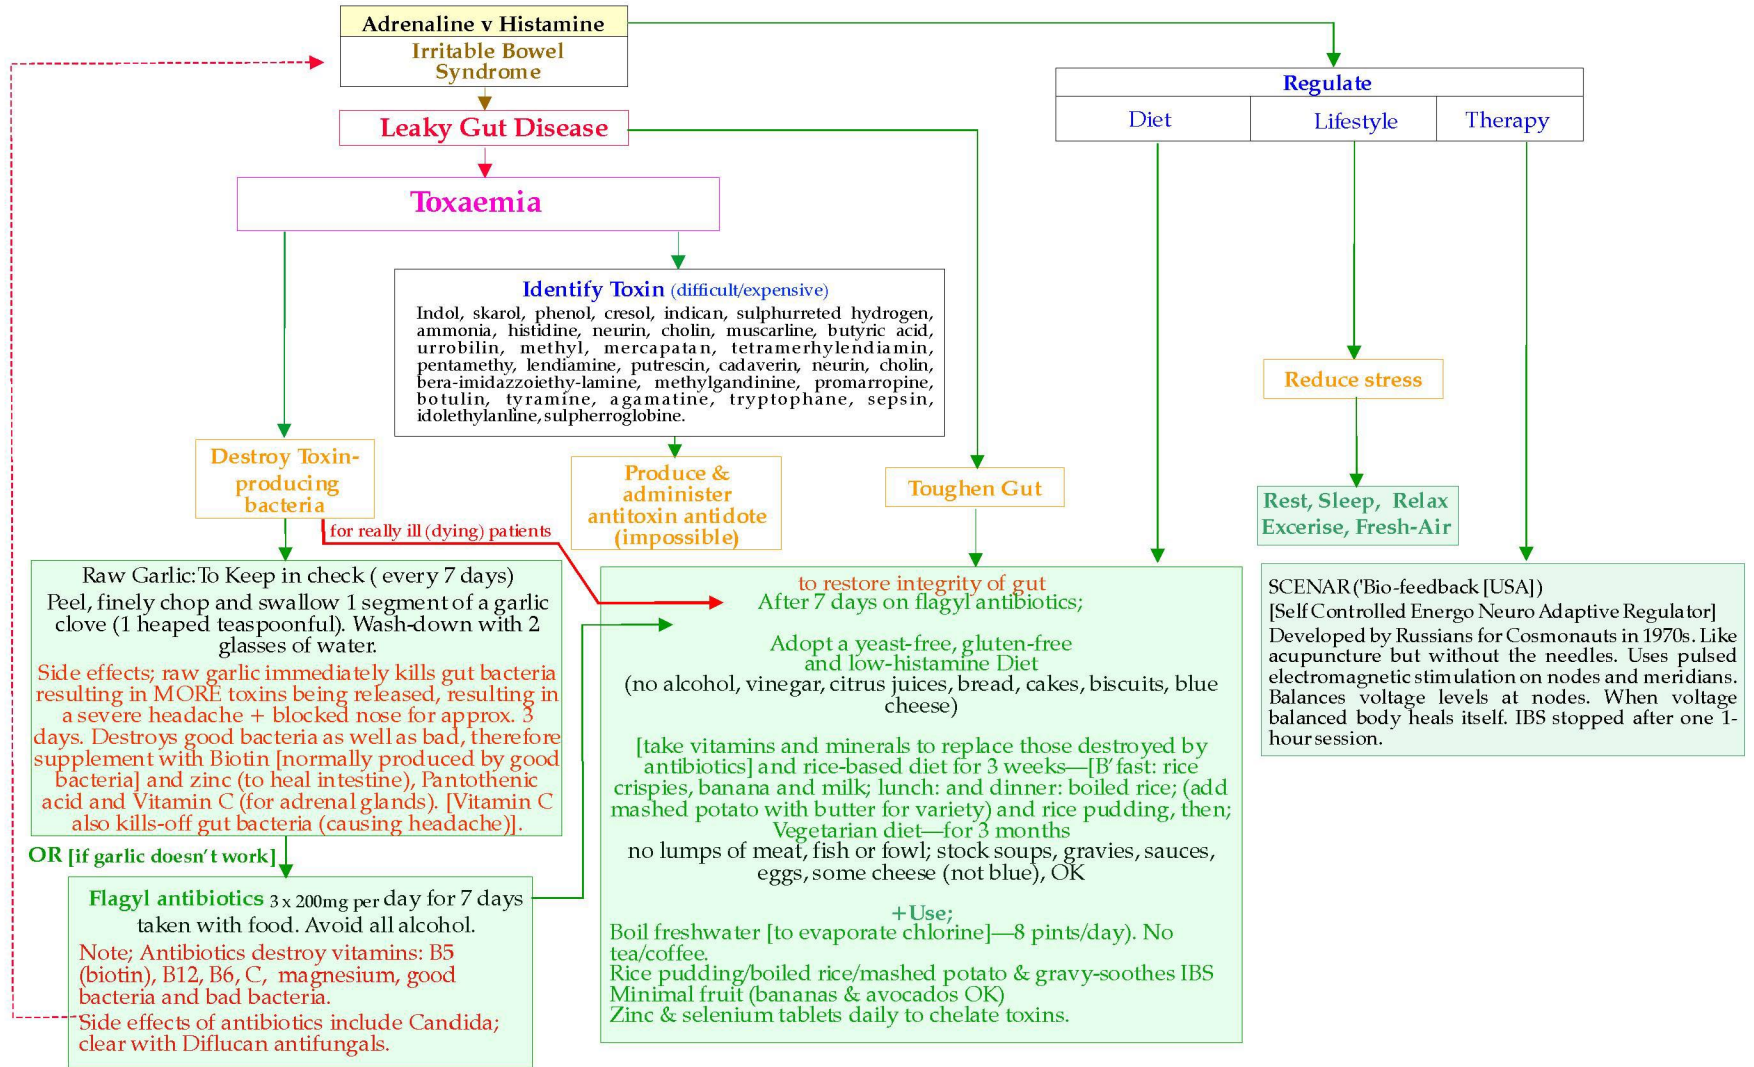 Adrenaline v Histamine
Irritable Bowel
Syndrome
Leaky Gut Disease
Toxaemia
Regulate
Diet
Lifestyle
Therapy
Identify Toxin (difficult/expensive)
Indol, skarol, phenol, cresol, indican, sulphurreted hydrogen,
ammonia, histidine, neurin, cholin, muscarline, butyric acid,
urrobilin, methyl, mercapatan, tetramerhylendiamin,
pentamethy, lendiamine, putrescin, cadaverin, neurin, cholin,
bera-imidazzoiethy-lamine, methylgandinine, promarropine,
botulin, tyramine, agamatine, tryptophane, sepsin,
idolethylanline, sulpherroglobine.
Reduce stress
Destroy Toxin-
producing
bacteria
Produce &
administer
antitoxin antidote
(impossible)
Toughen Gut
Rest, Sleep, Relax
Excerise, Fresh-Air
for really ill (dying) patients
Raw Garlic:To Keep in check ( every 7 days)
Peel, finely chop and swallow 1 segment of a garlic
clove (1 heaped teaspoonful). Wash-down with 2
glasses of water.
Side effects; raw garlic immediately kills gut bacteria
resulting in MORE toxins being released, resulting in
a severe headache + blocked nose for approx. 3
days. Destroys good bacteria as well as bad, therefore
supplement with Biotin [normally produced by good
bacteria] and zinc (to heal intestine), Pantothenic
acid and Vitamin C (for adrenal glands). [Vitamin C
also kills-off gut bacteria (causing headache)].
OR [if garlic doesn't work]
Flagyl antibiotics 3 x 200mg per day for 7 days
taken with food. Avoid all alcohol.
Note; Antibiotics destroy vitamins: B5
(biotin), B12, B6, C, magnesium, good
bacteria and bad bacteria.
Side effects of antibiotics include Candida;
clear with Diflucan antifungals.
to restore integrity of gut
After 7 days on flagyl antibiotics;
Adopt a yeast-free, gluten-free
and low-histamine Diet
(no alcohol, vinegar, citrus juices, bread, cakes, biscuits, blue
cheese)
[take vitamins and minerals to replace those destroyed by
antibiotics] and rice-based diet for 3 weeks—[B'fast: rice
crispies, banana and milk; lunch: and dinner: boiled rice; (add
mashed potato with butter for variety) and rice pudding, then;
Vegetarian diet—for 3 months
no lumps of meat, fish or fowl; stock soups, gravies, sauces,
eggs, some cheese (not blue), OK
+Use;
Boil freshwater [to evaporate chlorine]—8 pints/day). No
tea/coffee.
Rice pudding/boiled rice/mashed potato & gravy-soothes IBS
Minimal fruit (bananas & avocados OK)
Zinc & selenium tablets daily to chelate toxins.
SCENAR ('Bio-feedback [USA])
[Self Controlled Energo Neuro Adaptive Regulator]
Developed by Russians for Cosmonauts in 1970s. Like
acupuncture but without the needles. Uses pulsed
electromagnetic stimulation on nodes and meridians.
Balances voltage levels at nodes. When voltage
balanced body heals itself. IBS stopped after one 1-
hour session.